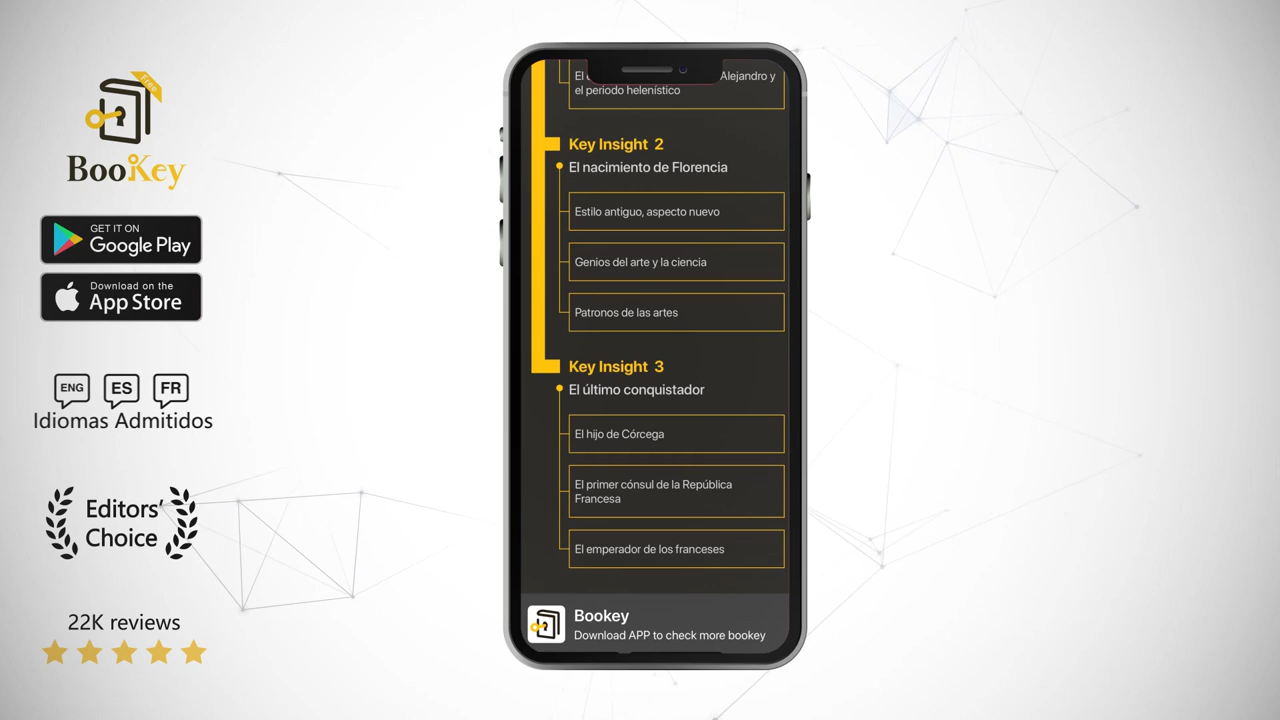 Free
BooKey
GET IT ON
Google Play
Download on the
App Store
ENG ES FR
Idiomas Admitidos
Editors'
Choice
22K reviews
Alejandro y
el periodo helenístico
Key Insight 2
El nacimiento de Florencia
Estilo antiguo, aspecto nuevo
Genios del arte y la ciencia
Patronos de las artes
Key Insight 3
El último conquistador
El hijo de Córcega
El primer cónsul de la República
Francesa
El emperador de los franceses
Bookey
Download APP to check more bookey